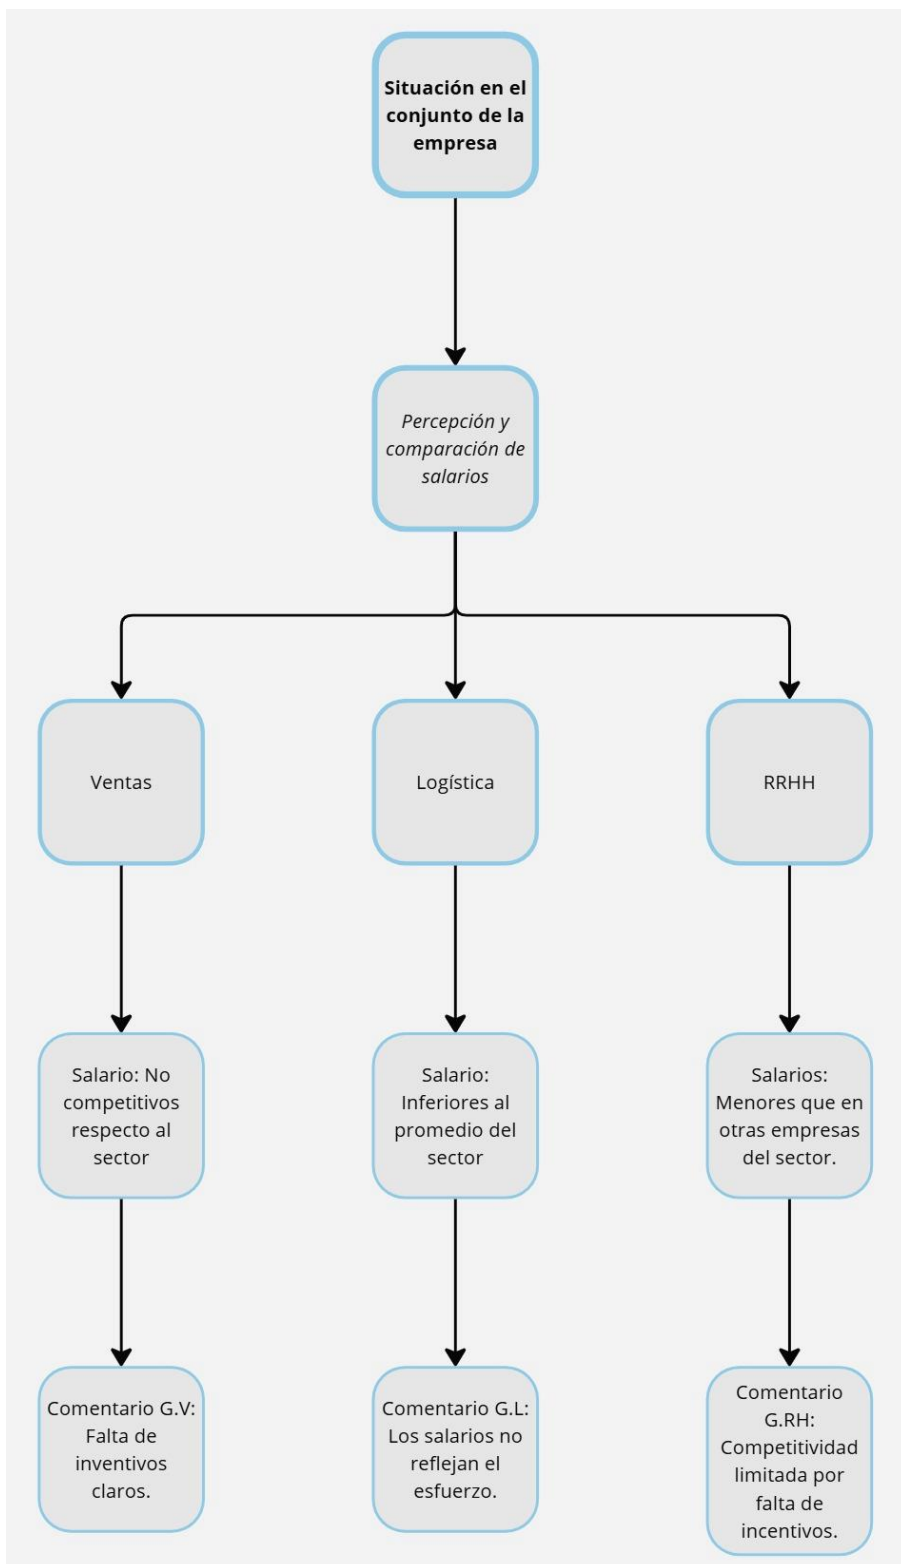 Situación en el
conjunto de la
empresa
Percepción y
comparación de
salarios
Ventas
Logística
RRHH
Salario: No
competitivos
respecto al
sector
Salario:
Inferiores al
promedio del
sector
Salarios:
Menores que en
otras empresas
del sector.
Comentario G.V:
Falta de
inventivos
claros.
Comentario G.L:
Los salarios no
reflejan el
esfuerzo.
Comentario
G.RH:
Competitividad
limitada por
falta de
incentivos.